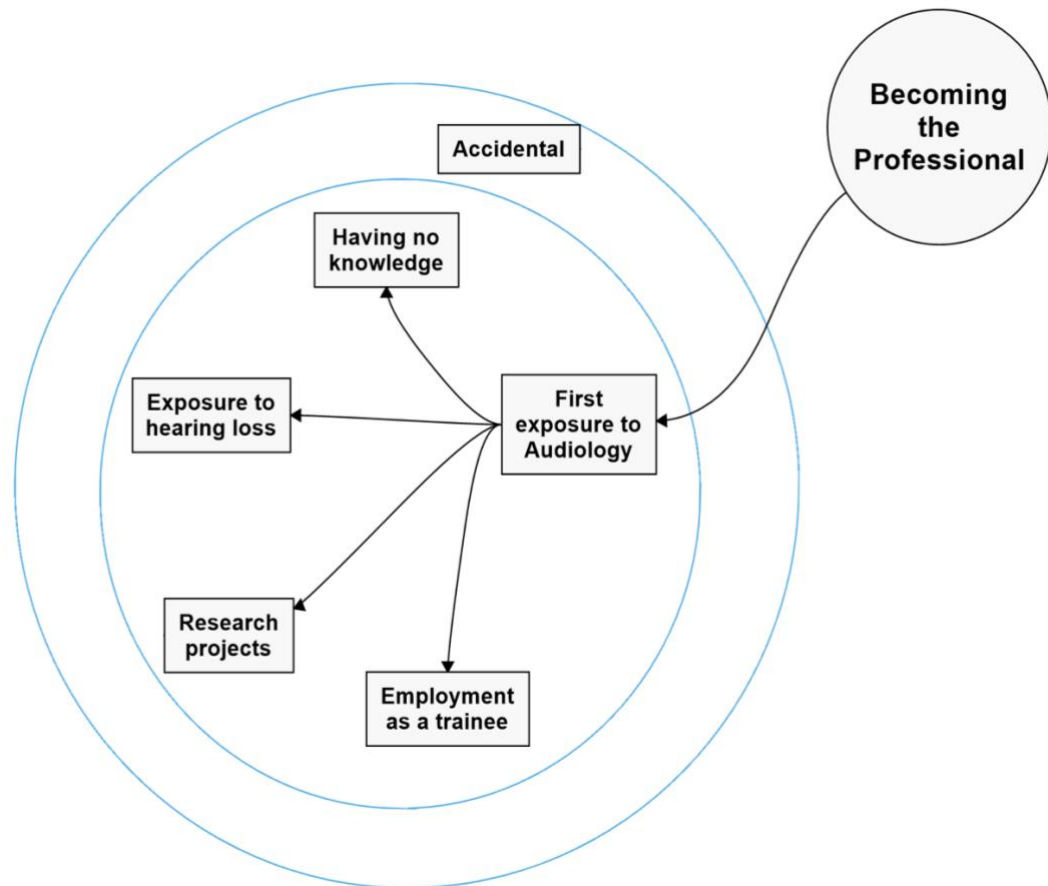 Becoming
the
Professional
Accidental
Having no
knowledge
Exposure to
hearing loss
First
exposure to
Audiology
Research
projects
Employment
as a trainee